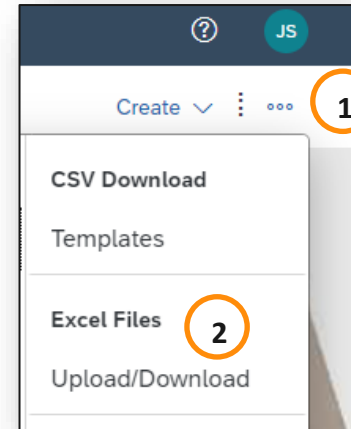 ? JS
Create 1
CSV Download
Templates
Excel Files 2
Upload/Download